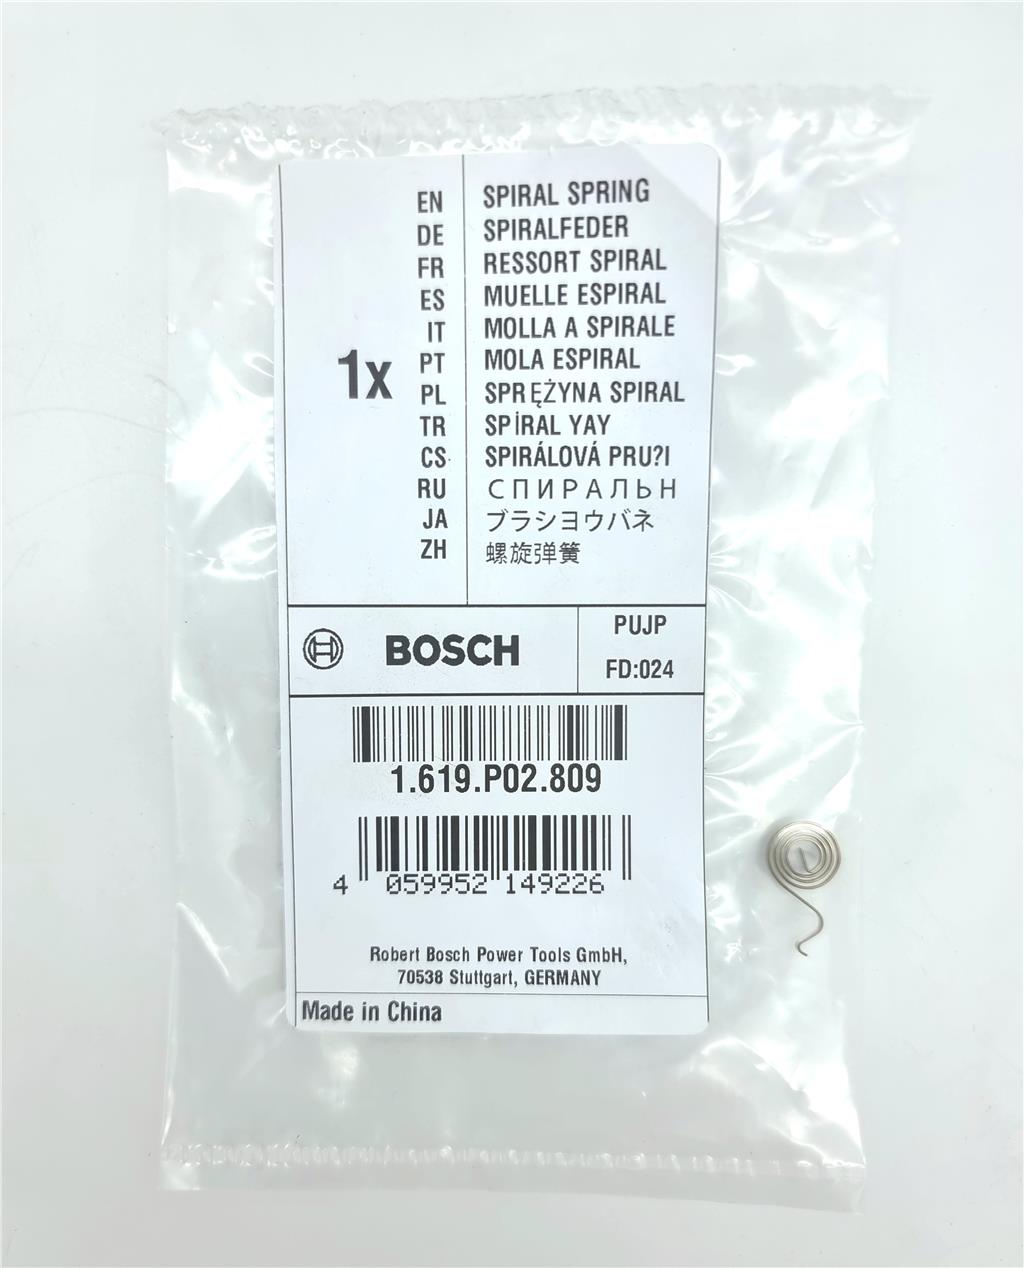 1x
EN SPIRAL SPRING
DE SPIRALFEDER
FR RESSORT SPIRAL
ES MUELLE ESPIRAL
IT MOLLA A SPIRALE
PT MOLA ESPIRAL
PL SPRĘŻYNA SPIRAL
TR SPİRAL YAY
CS SPIRÁLOVÁ PRU?I
RU СПИРАЛЬН
JA ブラシヨウバネ
ZH 螺旋弹簧
BOSCH
PUJP
FD:024
1.619.P02.809
4 059952 149226
Robert Bosch Power Tools GmbH,
70538 Stuttgart, GERMANY
Made in China